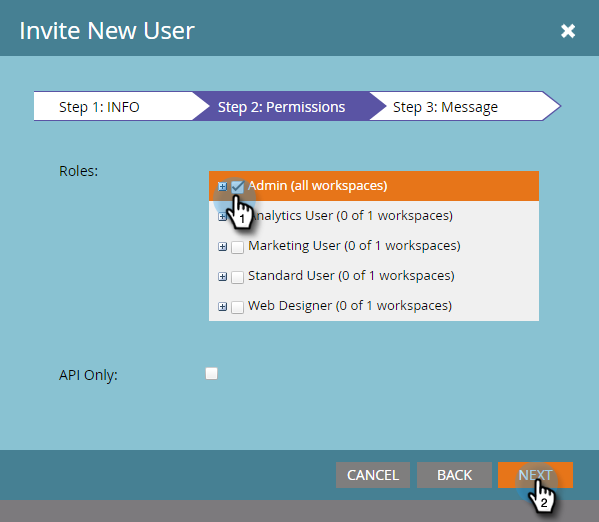 Invite New User
Step 1: INFO Step 2: Permissions Step 3: Message
Roles:
Admin (all workspaces)
1
Analytics User (0 of 1 workspaces)
Marketing User (0 of 1 workspaces)
Standard User (0 of 1 workspaces)
Web Designer (0 of 1 workspaces)
API Only:
CANCEL BACK NEXT
2